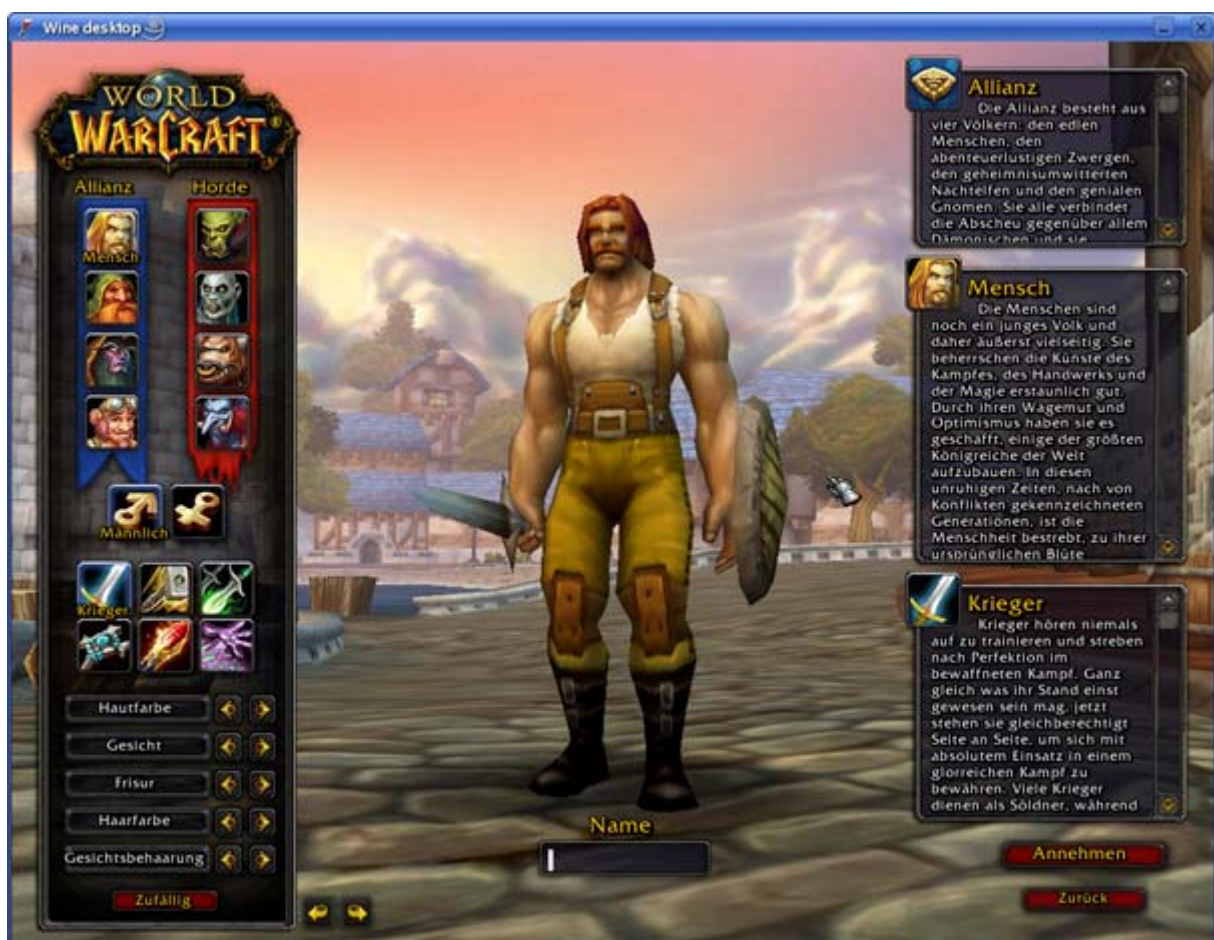 Wine desktop
WORLD
OF
WARCRAFT®
Allianz Horde
Mensch
Männlich
Krieger
Hautfarbe
Gesicht
Frisur
Haarfarbe
Gesichtsbehaarung
Zufällig
Name
Allianz
Die Allianz besteht aus
vier Völkern: den edlen
Menschen, den
abenteuerlustigen Zwergen,
den geheimnisumwitterten
Nachtelfen und den genialen
Gnomen. Sie alle verbindet
die Abscheu gegenüber allem
Dämonischen und sie
Mensch
Die Menschen sind
noch ein junges Volk und
daher äußerst vielseitig. Sie
beherrschen die Künste des
Kampfes, des Handwerks und
der Magie erstaunlich gut.
Durch ihren Wagemut und
Optimismus haben sie es
geschafft, einige der größten
Königreiche der Welt
aufzubauen. In diesen
unruhigen Zeiten, nach von
Konflikten gekennzeichneten
Generationen, ist die
Menschheit bestrebt, zu ihrer
ursprünglichen Blüte
Krieger
Krieger hören niemals
auf zu trainieren und streben
nach Perfektion im
bewaffneten Kampf. Ganz
gleich was ihr Stand einst
gewesen sein mag, jetzt
stehen sie gleichberechtigt
Seite an Seite, um sich mit
absolutem Einsatz in einem
glorreichen Kampf zu
bewähren. Viele Krieger
dienen als Söldner, während
Annehmen
Zurück